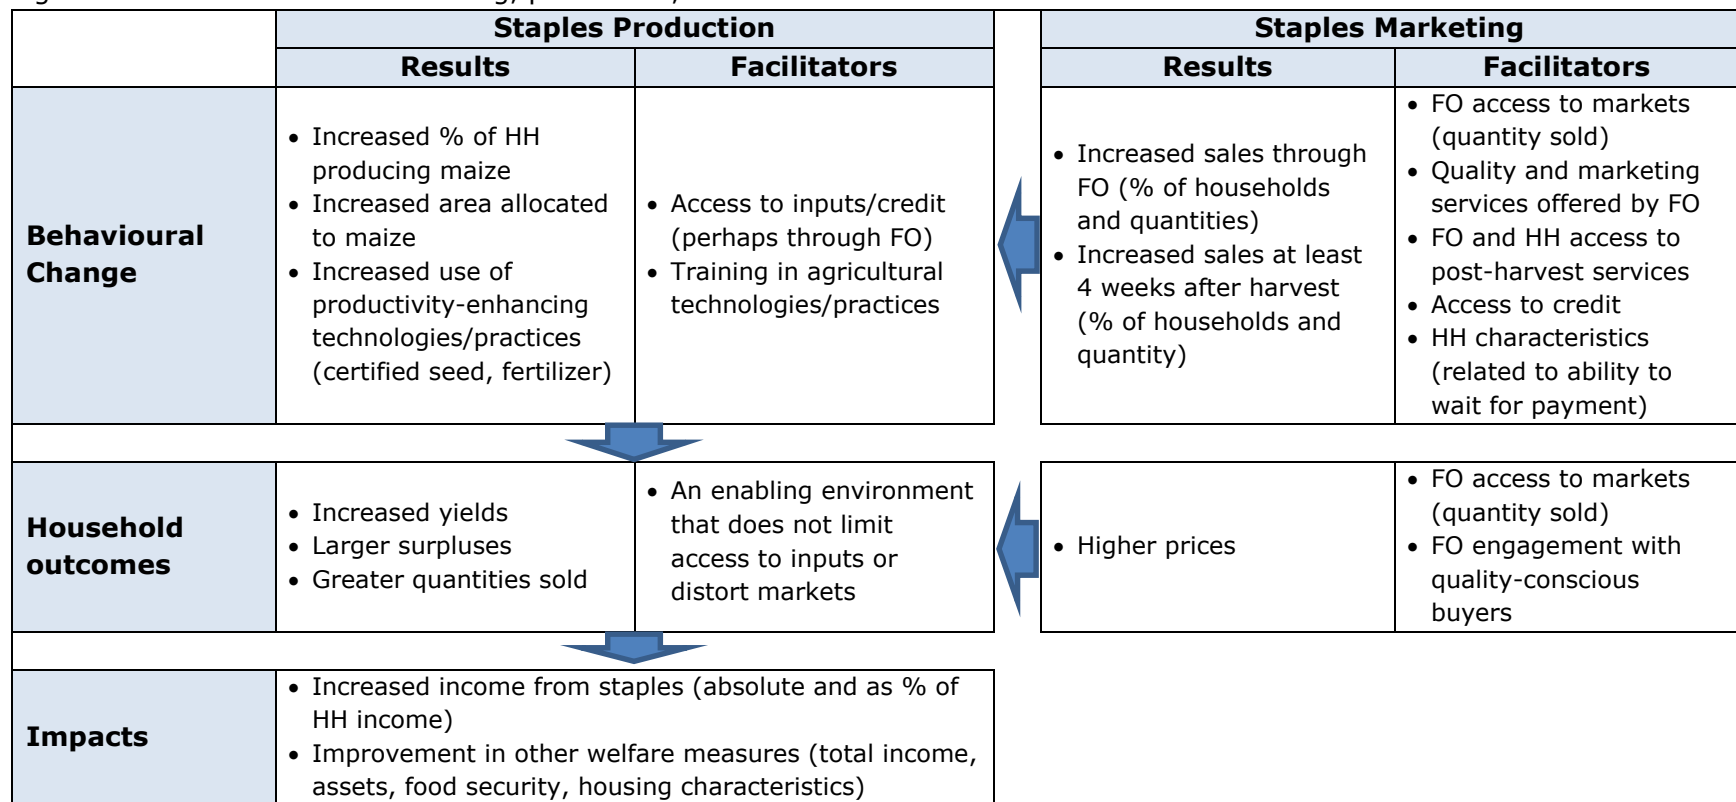 Staples Production
Staples Marketing
Results
Facilitators
Results
Facilitators
Behavioural
Change
• Increased % of HH
producing maize
• Increased area allocated
to maize
• Increased use of
productivity-enhancing
technologies/practices
(certified seed, fertilizer)
• Access to inputs/credit
(perhaps through FO)
• Training in agricultural
technologies/practices
• Increased sales through
FO (% of households
and quantities)
• Increased sales at least
4 weeks after harvest
(% of households and
quantity)
• FO access to markets
(quantity sold)
• Quality and marketing
services offered by FO
• FO and HH access to
post-harvest services
• Access to credit
• HH characteristics
(related to ability to
wait for payment)
Household
outcomes
• Increased yields
• Larger surpluses
• Greater quantities sold
• An enabling environment
that does not limit
access to inputs or
distort markets
• Higher prices
• FO access to markets
(quantity sold)
• FO engagement with
quality-conscious
buyers
Impacts
• Increased income from staples (absolute and as % of
HH income)
• Improvement in other welfare measures (total income,
assets, food security, housing characteristics)